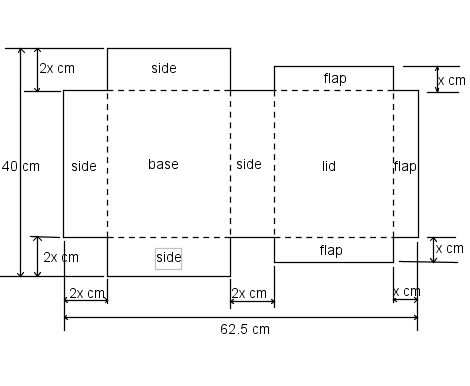 2x cm
side
flap
x cm
40 cm
side
base
side
lid
flap
2x cm
side
flap
x cm
2x cm
2x cm
x cm
62.5 cm